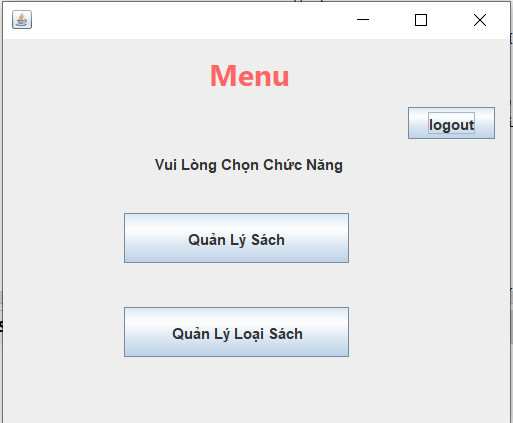 Menu
logout
Vui Lòng Chọn Chức Năng
Quản Lý Sách
Quản Lý Loại Sách